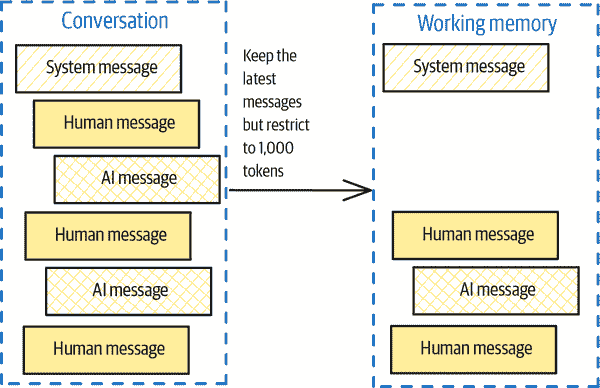 Conversation
System message
Human message
AI message
Human message
AI message
Human message
Keep the
latest
messages
but restrict
to 1,000
tokens
Working memory
System message
Human message
AI message
Human message